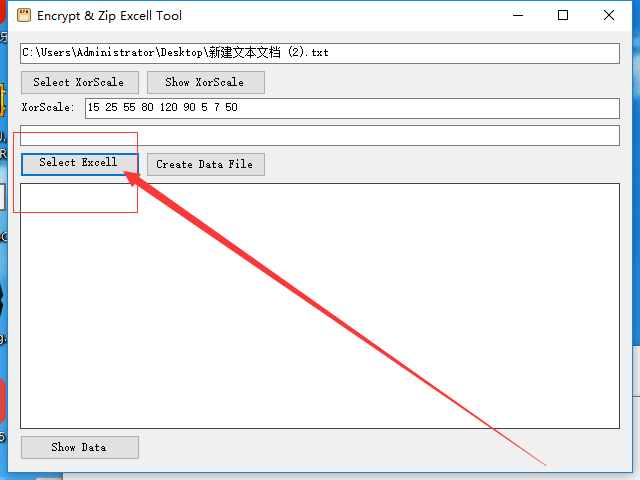 Encrypt & Zip Excell Tool
C:\Users\Administrator\Desktop\新建文本文档 (2).txt
Select XorScale
Show XorScale
XorScale:
15 25 55 80 120 90 5 7 50
Select Excell
Create Data File
Show Data